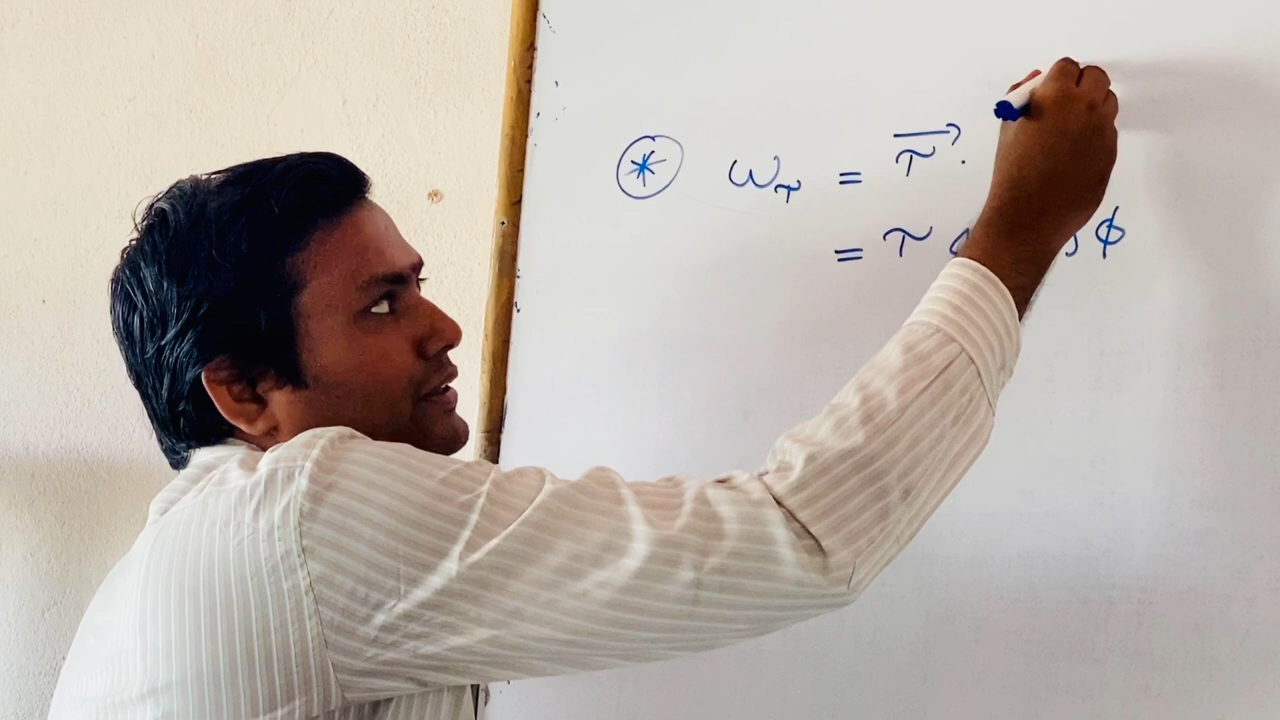 ⊛ ω_τ = τ⃗ .
= τ ϕ